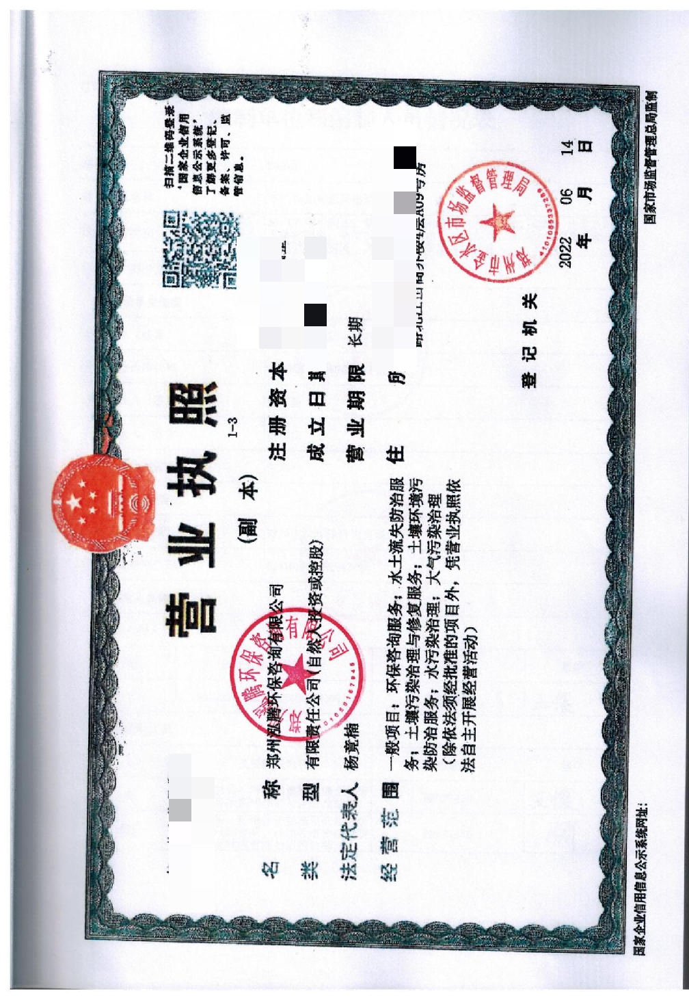 营业执照
(副 本)
1-3
扫描二维码登录
‘国家企业信用
信息公示系统’
了解更多登记、
备案、许可、监
管信息。
名 称 郑州泓腾环保咨询有限公司
类 型 有限责任公司(自然人投资或控股)
法定代表人 杨竟楠
经营范围 一般项目：环保咨询服务；水土流失防治服
务；土壤污染治理与修复服务；土壤环境污
染防治服务；水污染治理；大气污染治理
（除依法须经批准的项目外，凭营业执照依
法自主开展经营活动）
注册资本
成立日
营业期限 长期
住 所
登记机关
郑州市金水区市场监督管理局
4101055337289
2022 年 06 月 14 日
国家企业信用信息公示系统网址：
国家市场监督管理总局监制